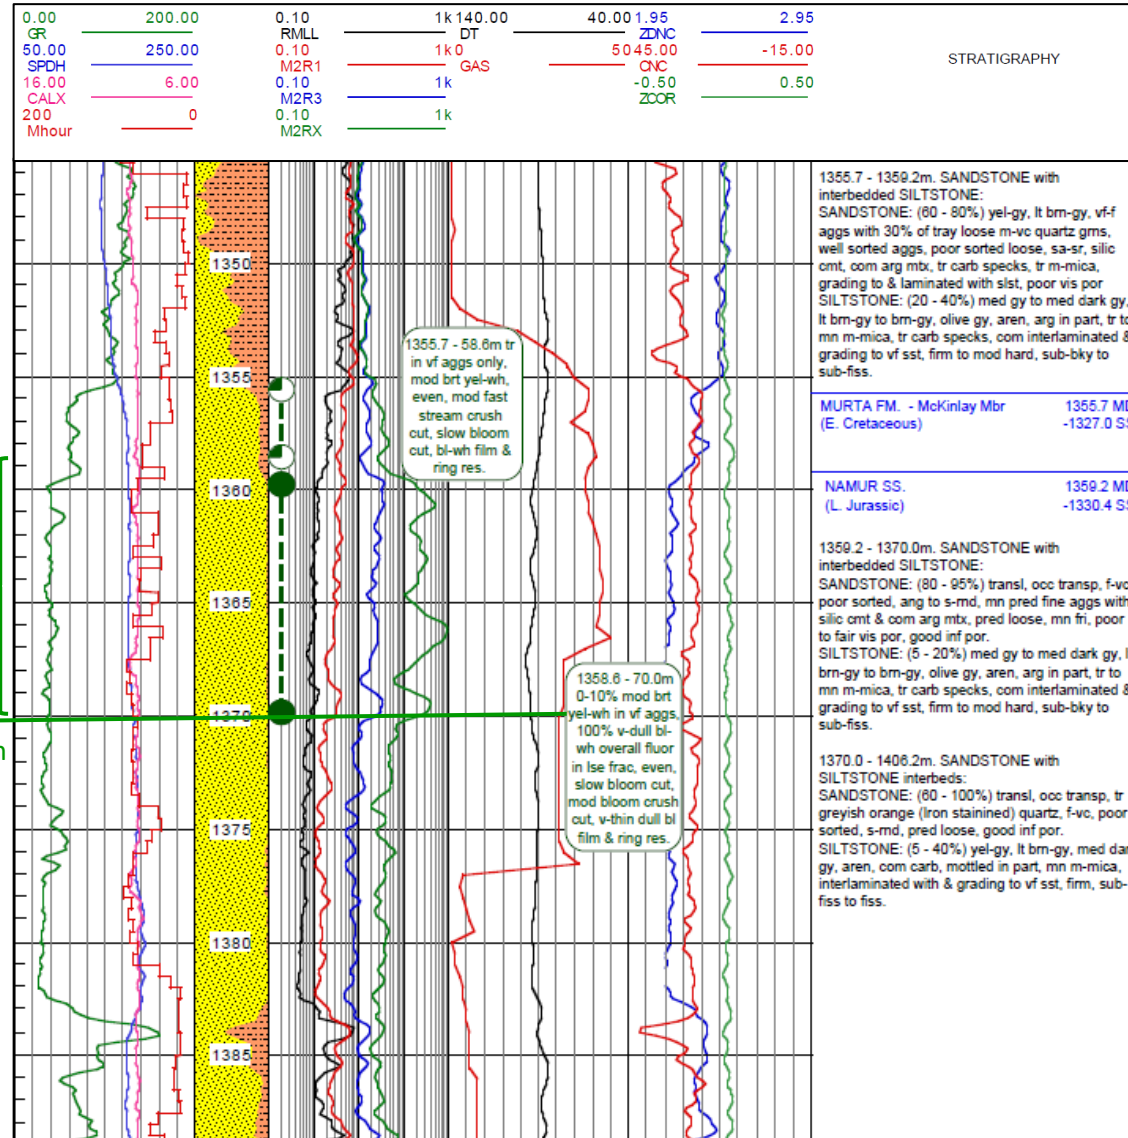 0.00 200.00
GR
50.00 250.00
SPDH
16.00 6.00
CALX
200 0
Mhour
0.10 1k
RMLL
0.10 1k
M2R1
0.10 1k
M2R3
0.10 1k
M2RX
140.00 40.00
DT
0 50
GAS
1.95 2.95
ZDNC
45.00 -15.00
CNC
-0.50 0.50
ZCOR
STRATIGRAPHY
1350
1355
1360
1365
1370
1375
1380
1385
1355.7 - 58.6m tr
in vf aggs only,
mod brt yel-wh,
even, mod fast
stream crush
cut, slow bloom
cut, bl-wh film &
ring res.
1358.6 - 70.0m
0-10% mod brt
yel-wh in vf aggs,
100% v-dull bl-
wh overall fluor
in lse frac, even,
slow bloom cut,
mod bloom crush
cut, v-thin dull bl
film & ring res.
1355.7 - 1359.2m. SANDSTONE with
interbedded SILTSTONE:
SANDSTONE: (60 - 80%) yel-gy, lt brn-gy, vf-f
aggs with 30% of tray loose m-vc quartz grns,
well sorted aggs, poor sorted loose, sa-sr, silic
cmt, com arg mtx, tr carb specks, tr m-mica,
grading to & laminated with slst, poor vis por
SILTSTONE: (20 - 40%) med gy to med dark gy,
lt brn-gy to brn-gy, olive gy, aren, arg in part, tr to
mn m-mica, tr carb specks, com interlaminated &
grading to vf sst, firm to mod hard, sub-bky to
sub-fiss.
MURTA FM. - McKinlay Mbr 1355.7 MD
(E. Cretaceous) -1327.0 SS
NAMUR SS. 1359.2 MD
(L. Jurassic) -1330.4 SS
1359.2 - 1370.0m. SANDSTONE with
interbedded SILTSTONE:
SANDSTONE: (80 - 95%) transl, occ transp, f-vc
poor sorted, ang to s-rnd, mn pred fine aggs with
silic cmt & com arg mtx, pred loose, mn fri, poor
to fair vis por, good inf por.
SILTSTONE: (5 - 20%) med gy to med dark gy, l
brn-gy to brn-gy, olive gy, aren, arg in part, tr to
mn m-mica, tr carb specks, com interlaminated &
grading to vf sst, firm to mod hard, sub-bky to
sub-fiss.
1370.0 - 1406.2m. SANDSTONE with
SILTSTONE interbeds:
SANDSTONE: (60 - 100%) transl, occ transp, tr
greyish orange (Iron stainined) quartz, f-vc, poor
sorted, s-rnd, pred loose, good inf por.
SILTSTONE: (5 - 40%) yel-gy, lt brn-gy, med dar
gy, aren, com carb, mottled in part, mn m-mica,
interlaminated with & grading to vf sst, firm, sub-
fiss to fiss.